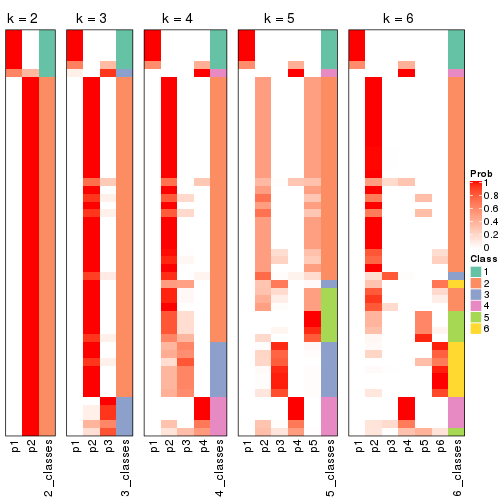 k = 2
k = 3
k = 4
k = 5
k = 6
p1
p2
2_classes
p1
p2
p3
3_classes
p1
p2
p3
p4
4_classes
p1
p2
p3
p4
p5
5_classes
p1
p2
p3
p4
p5
p6
6_classes
Prob
1
0.8
0.6
0.4
0.2
0
Class
1
2
3
4
5
6